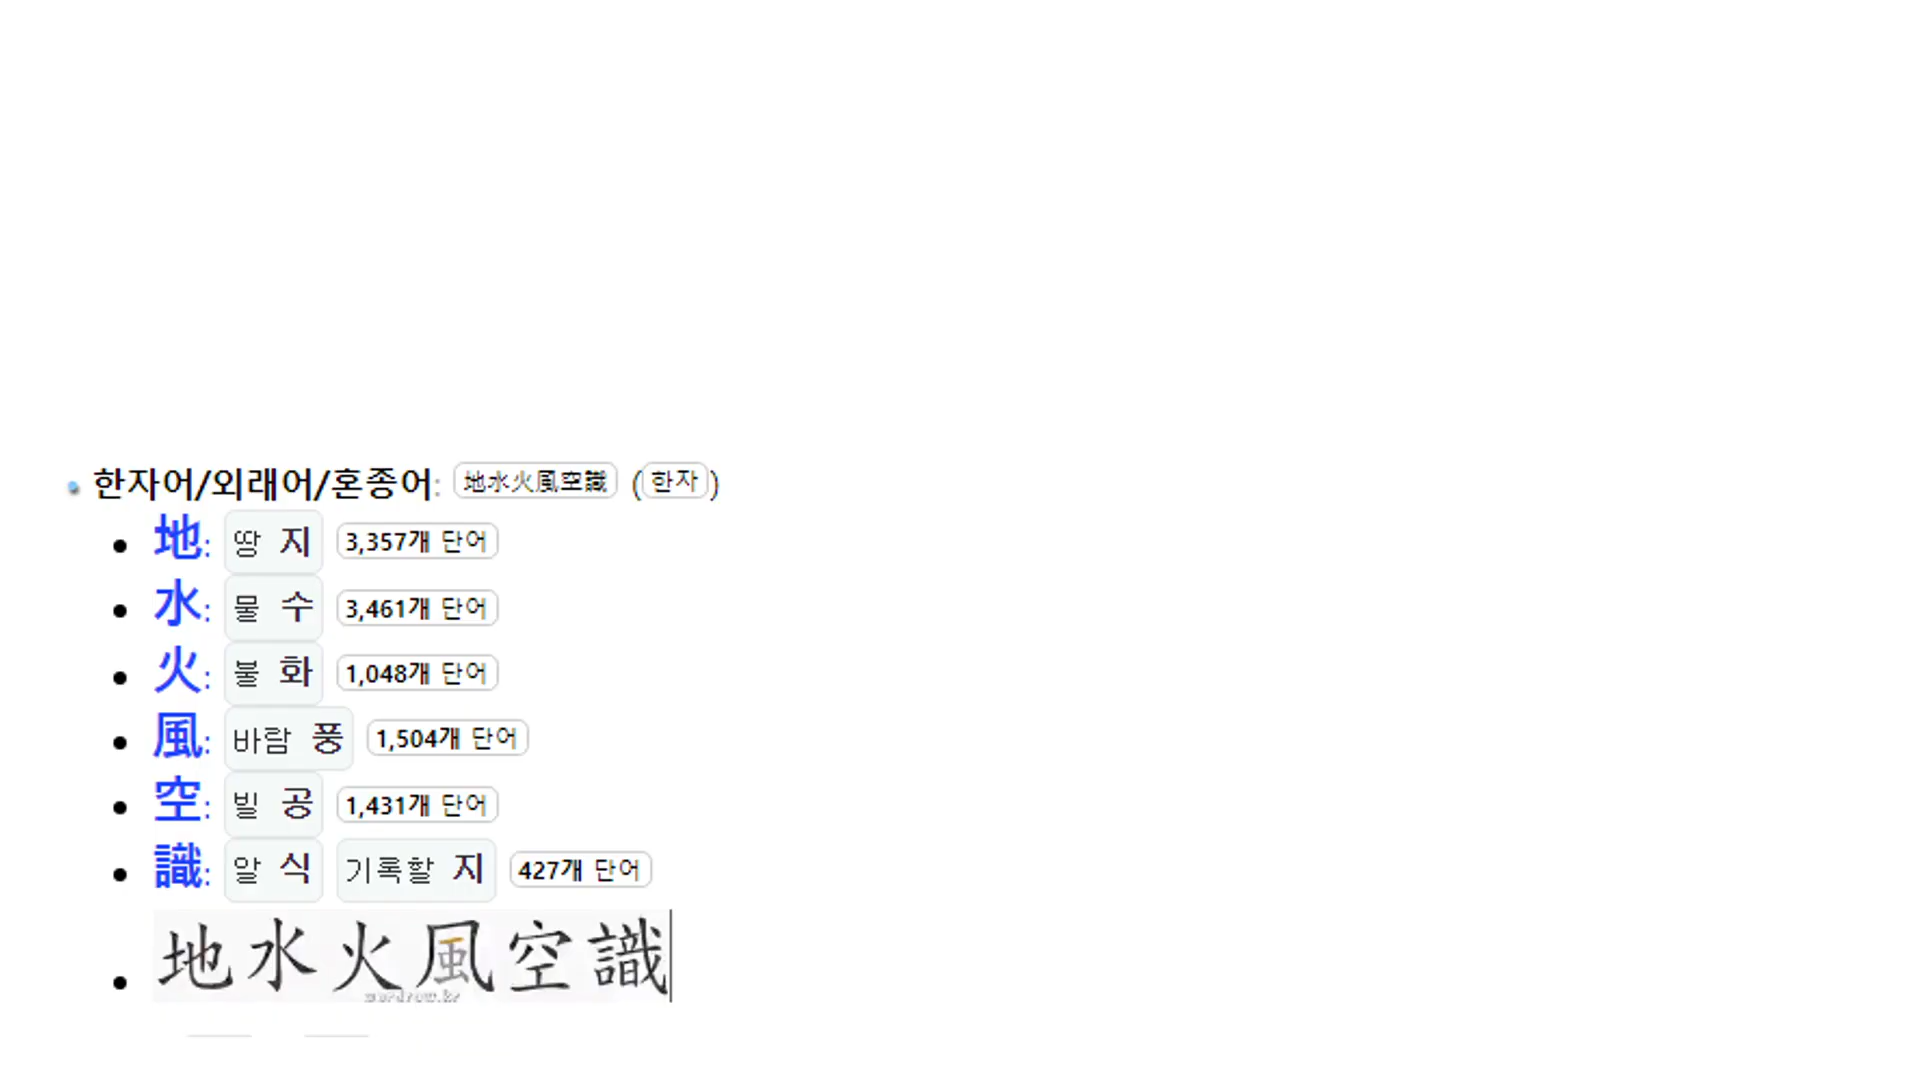 한자어/외래어/혼종어: 地水火風空識 (한자)
地: 땅 지 3,357개 단어
水: 물 수 3,461개 단어
火: 불 화 1,048개 단어
風: 바람 풍 1,504개 단어
空: 빌 공 1,431개 단어
識: 알 식 기록할 지 427개 단어
地水火風空識
wordrow.kr